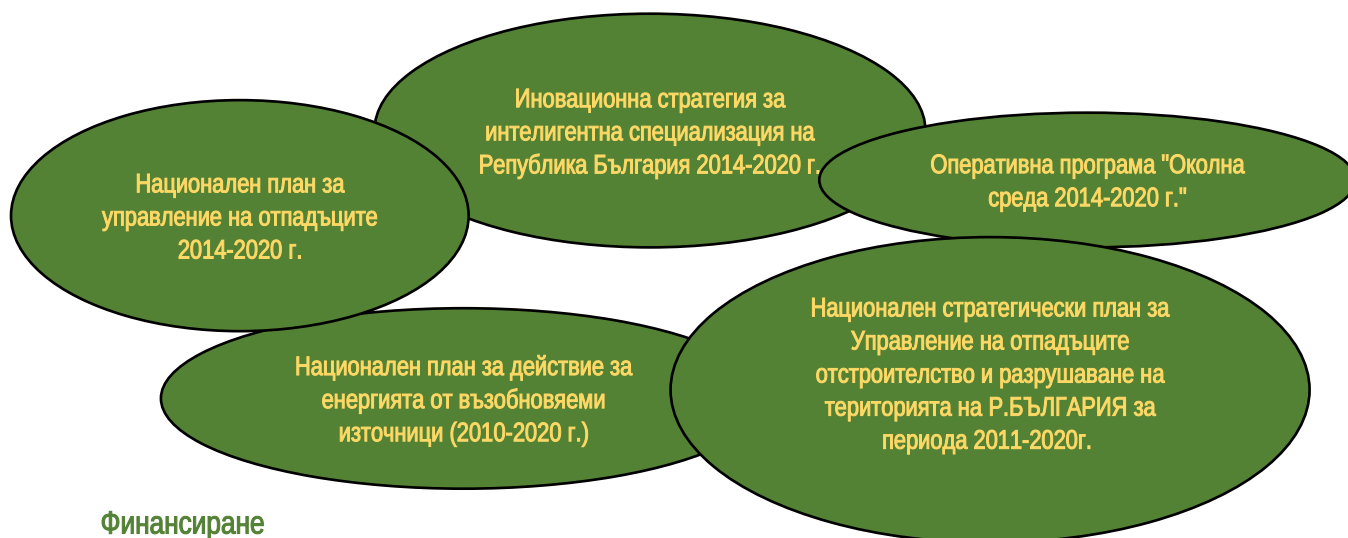 Иновационна стратегия за
интелигентна специализация на
Република България 2014-2020 г.
Национален план за
управление на отпадъците
2014-2020 г.
Оперативна програма "Околна
среда 2014-2020 г."
Национален план за действие за
енергията от възобновяеми
източници (2010-2020 г.)
Национален стратегически план за
Управление на отпадъците
отстроителство и разрушаване на
територията на Р.БЪЛГАРИЯ за
периода 2011-2020г.
Финансиране